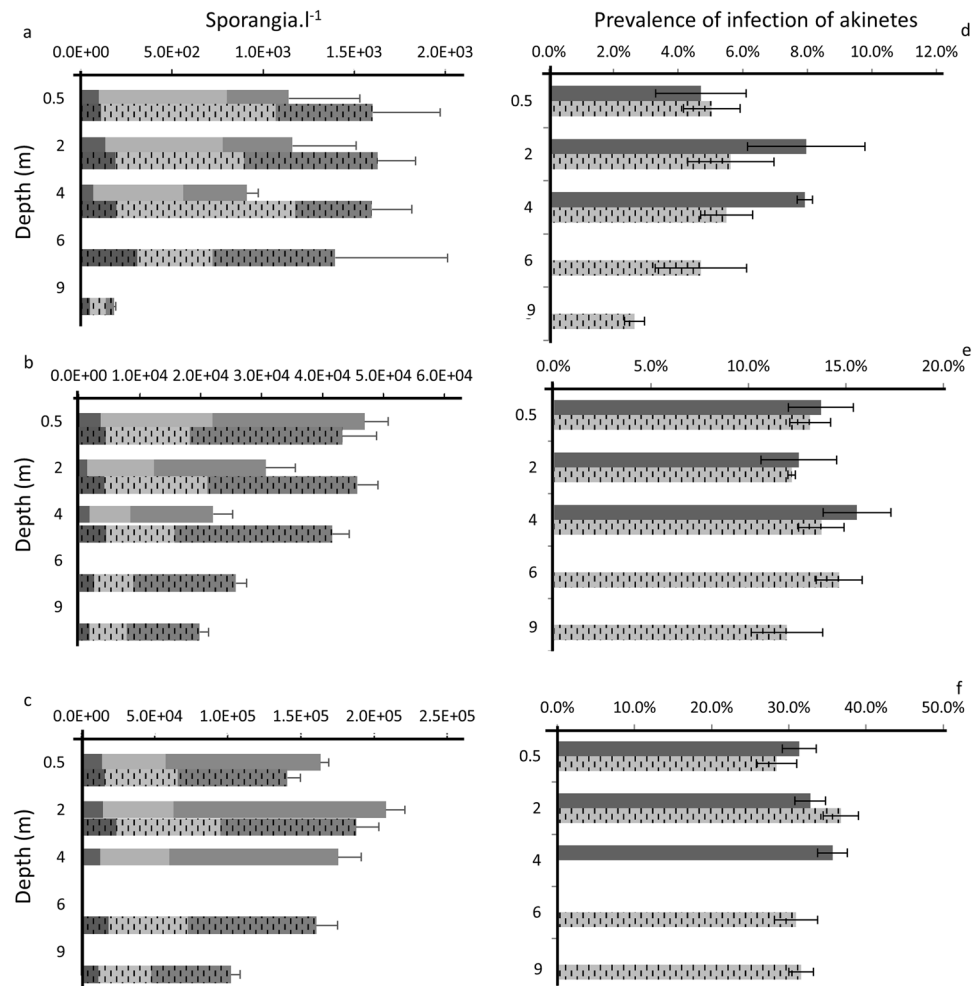 Sporangia.l-1
Prevalence of infection of akinetes
a
0.0E+00 5.0E+02 1.0E+03 1.5E+03 2.0E+03
Depth (m)
0.5
2
4
6
9
d
0.0% 2.0% 4.0% 6.0% 8.0% 10.0% 12.0%
0.5
2
4
6
9
b
0.0E+00 1.0E+04 2.0E+04 3.0E+04 4.0E+04 5.0E+04 6.0E+04
Depth (m)
0.5
2
4
6
9
e
0.0% 5.0% 10.0% 15.0% 20.0%
0.5
2
4
6
9
c
0.0E+00 5.0E+04 1.0E+05 1.5E+05 2.0E+05 2.5E+05
Depth (m)
0.5
2
4
6
9
f
0.0% 10.0% 20.0% 30.0% 40.0% 50.0%
0.5
2
4
6
9